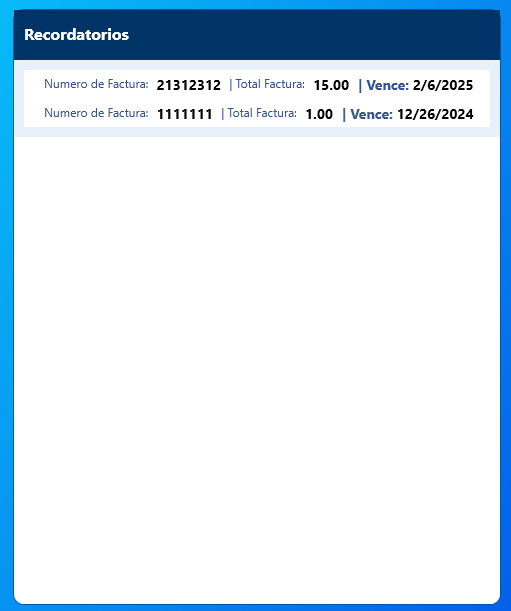 Recordatorios
Numero de Factura: 21312312 | Total Factura: 15.00 | Vence: 2/6/2025
Numero de Factura: 1111111 | Total Factura: 1.00 | Vence: 12/26/2024